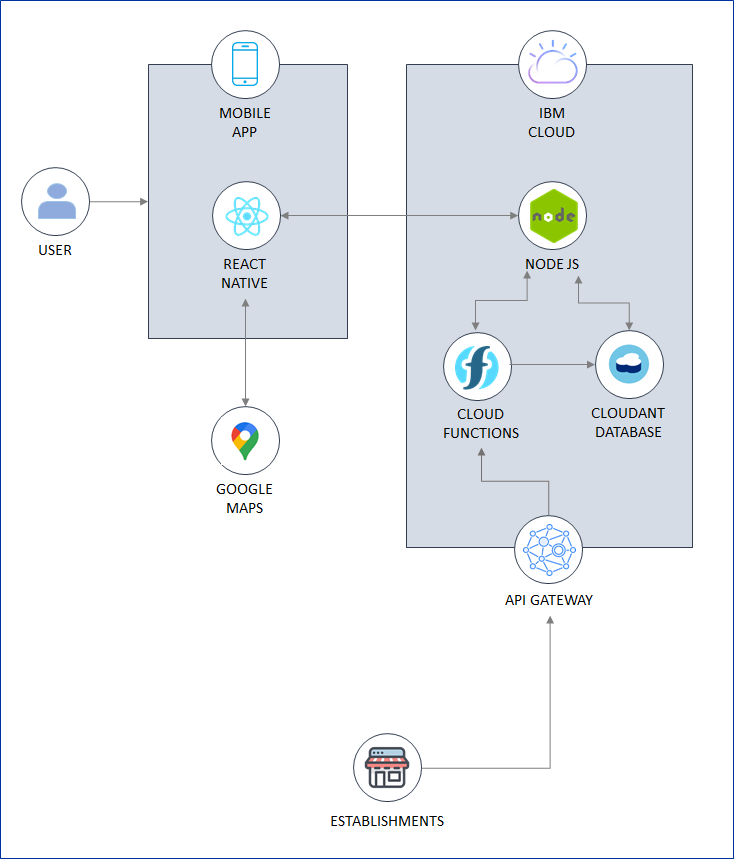 MOBILE
APP
IBM
CLOUD
USER
node
REACT
NATIVE
NODE JS
CLOUD
FUNCTIONS
CLOUDANT
DATABASE
GOOGLE
MAPS
API GATEWAY
ESTABLISHMENTS